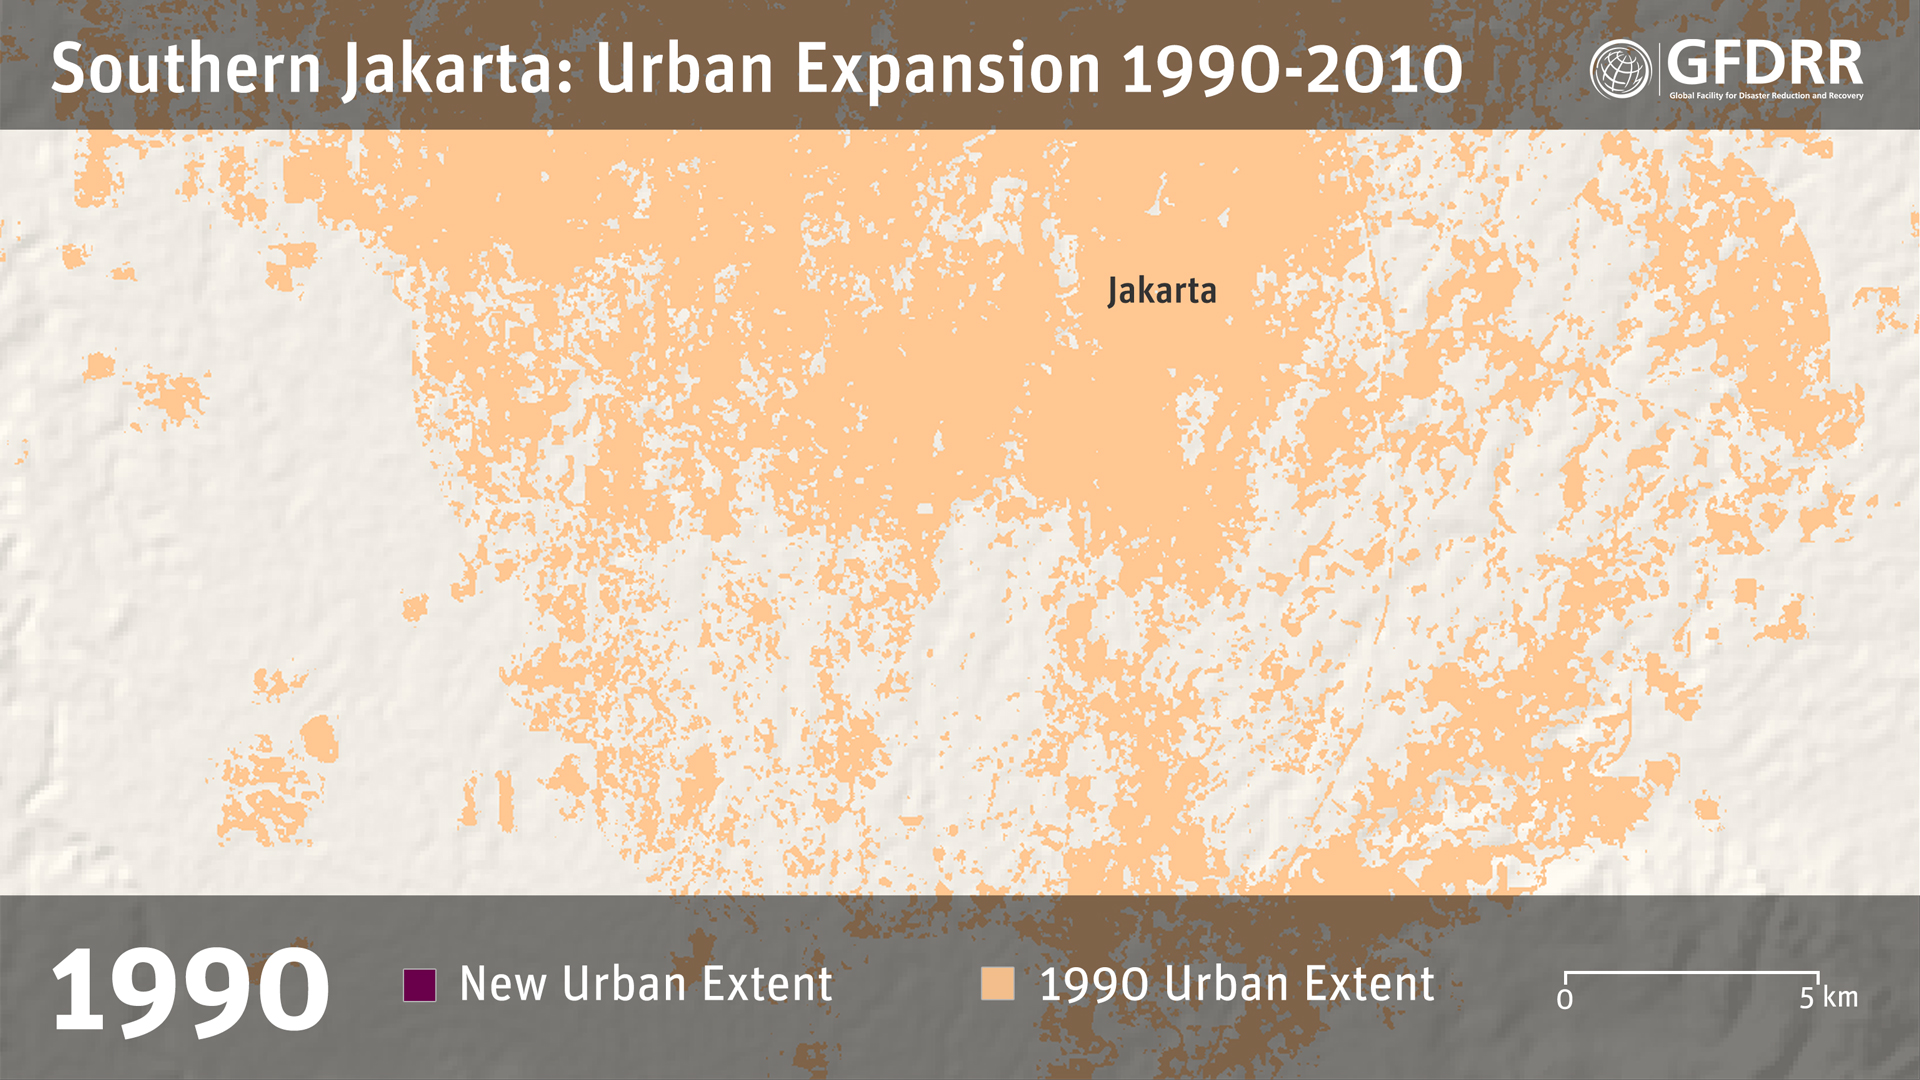 Southern Jakarta: Urban Expansion 1990-2010
GFDRR
Global Facility for Disaster Reduction and Recovery
Jakarta
1990
New Urban Extent
1990 Urban Extent
0
5 km